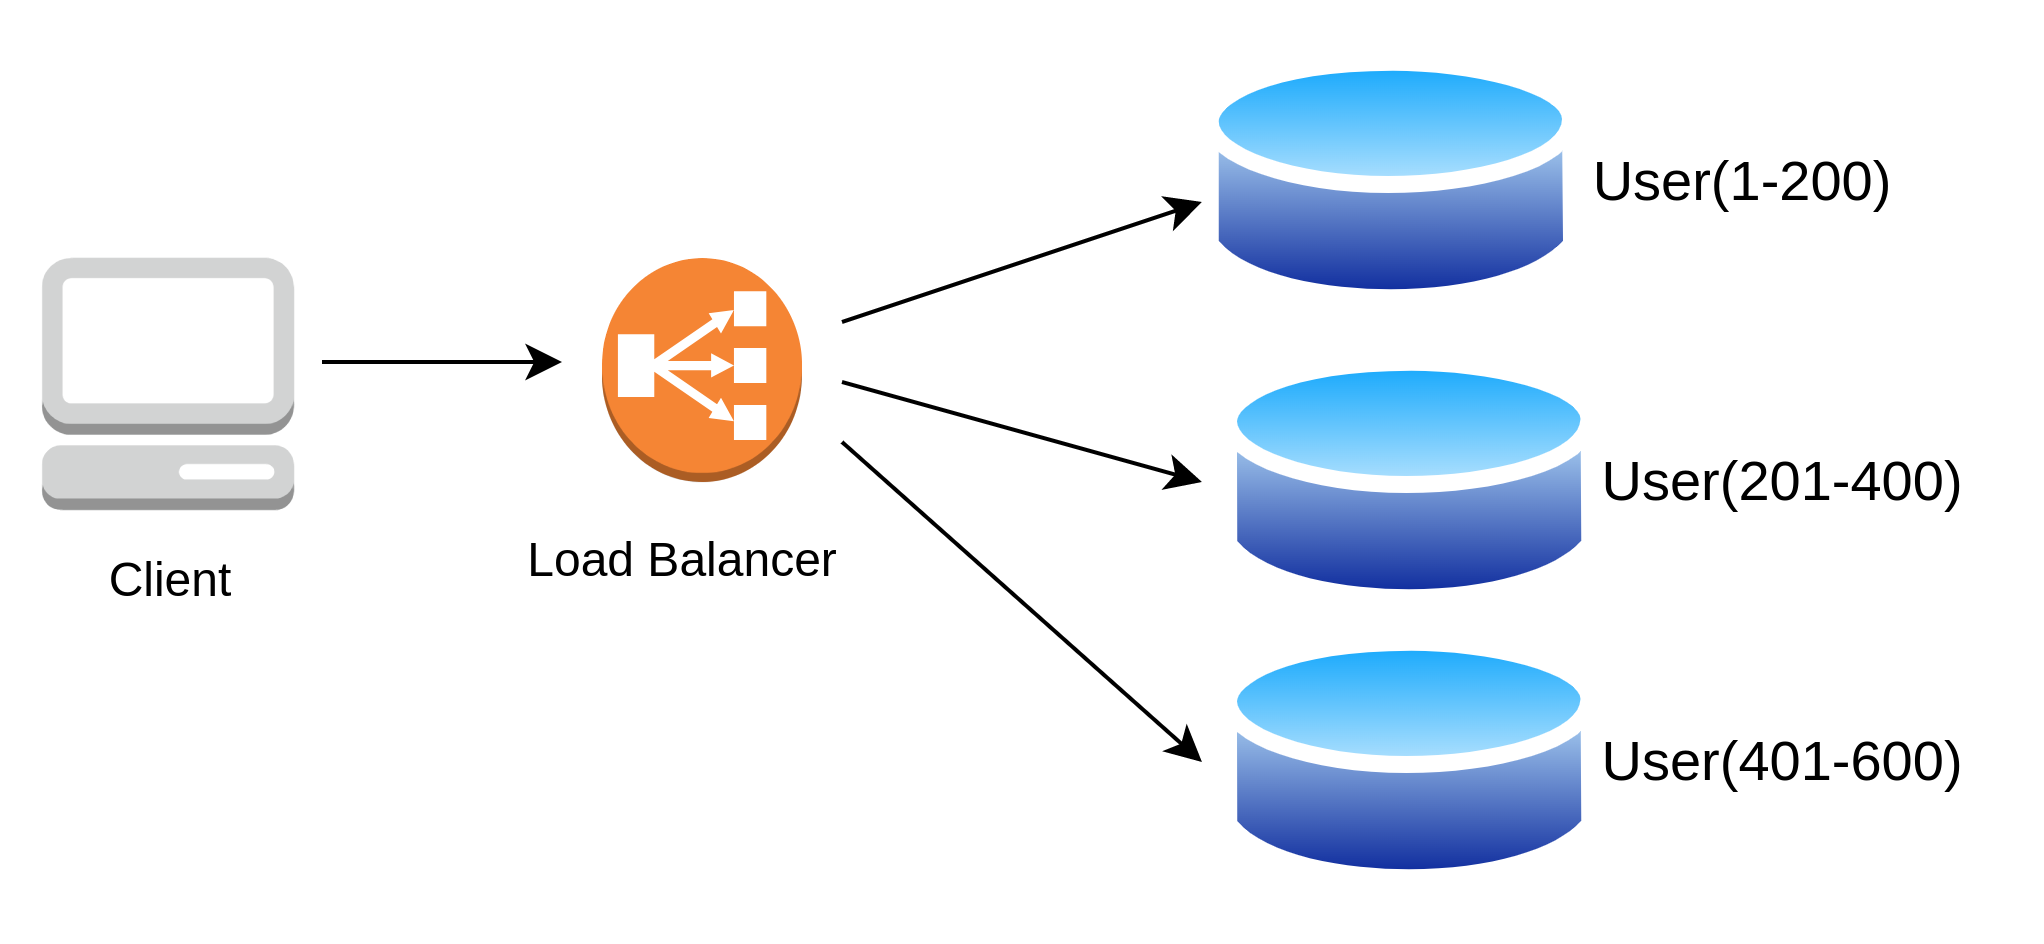 Client
Load Balancer
User(1-200)
User(201-400)
User(401-600)